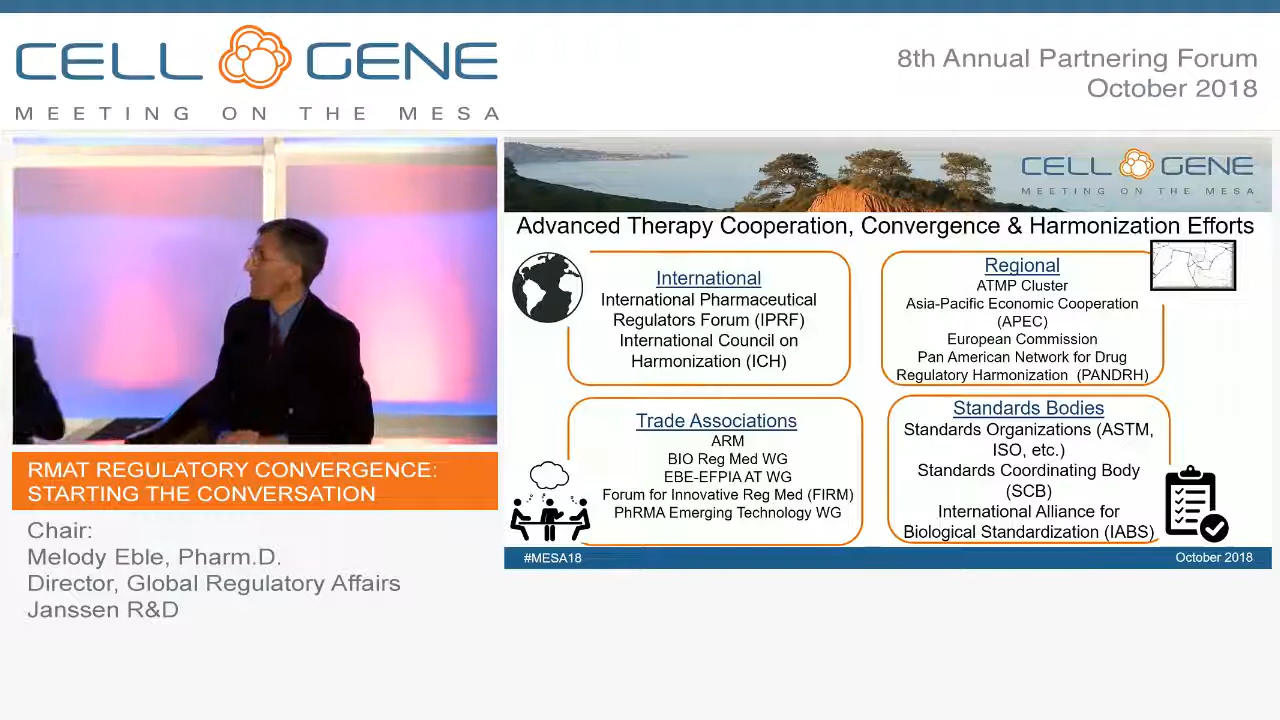 CELL GENE
MEETING ON THE MESA
8th Annual Partnering Forum
October 2018
CELL GENE
MEETING ON THE MESA
Advanced Therapy Cooperation, Convergence & Harmonization Efforts
International
International Pharmaceutical
Regulators Forum (IPRF)
International Council on
Harmonization (ICH)
Regional
ATMP Cluster
Asia-Pacific Economic Cooperation
(APEC)
European Commission
Pan American Network for Drug
Regulatory Harmonization (PANDRH)
Trade Associations
ARM
BIO Reg Med WG
EBE-EFPIA AT WG
Forum for Innovative Reg Med (FIRM)
PhRMA Emerging Technology WG
Standards Bodies
Standards Organizations (ASTM,
ISO, etc.)
Standards Coordinating Body
(SCB)
International Alliance for
Biological Standardization (IABS)
#MESA18
October 2018
RMAT REGULATORY CONVERGENCE:
STARTING THE CONVERSATION
Chair:
Melody Eble, Pharm.D.
Director, Global Regulatory Affairs
Janssen R&D